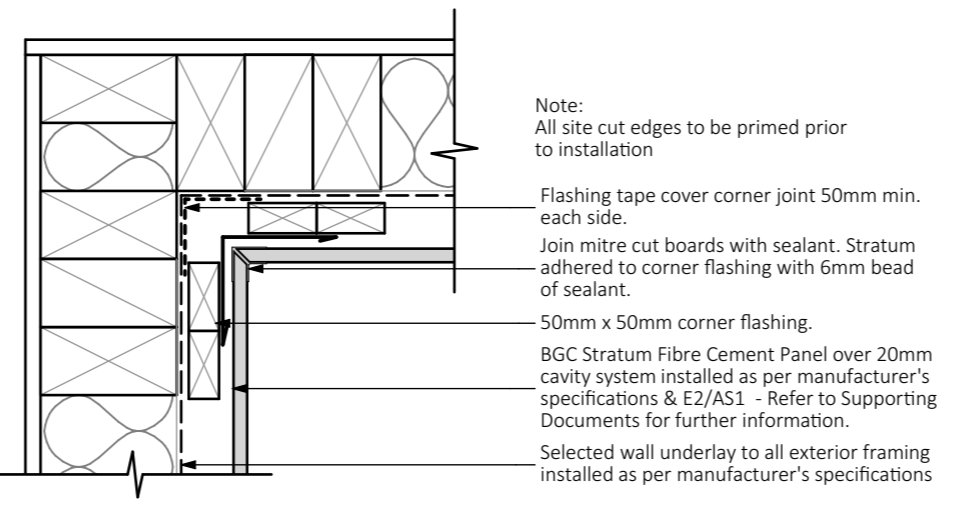 Note:
All site cut edges to be primed prior
to installation
Flashing tape cover corner joint 50mm min.
each side.
Join mitre cut boards with sealant. Stratum
adhered to corner flashing with 6mm bead
of sealant.
50mm x 50mm corner flashing.
BGC Stratum Fibre Cement Panel over 20mm
cavity system installed as per manufacturer's
specifications & E2/AS1  - Refer to Supporting
Documents for further information.
Selected wall underlay to all exterior framing
installed as per manufacturer's specifications